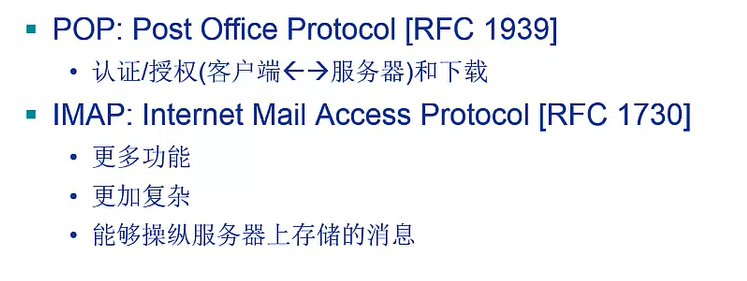 ▪ POP: Post Office Protocol [RFC 1939]
• 认证/授权(客户端←→服务器)和下载
▪ IMAP: Internet Mail Access Protocol [RFC 1730]
• 更多功能
• 更加复杂
• 能够操纵服务器上存储的消息